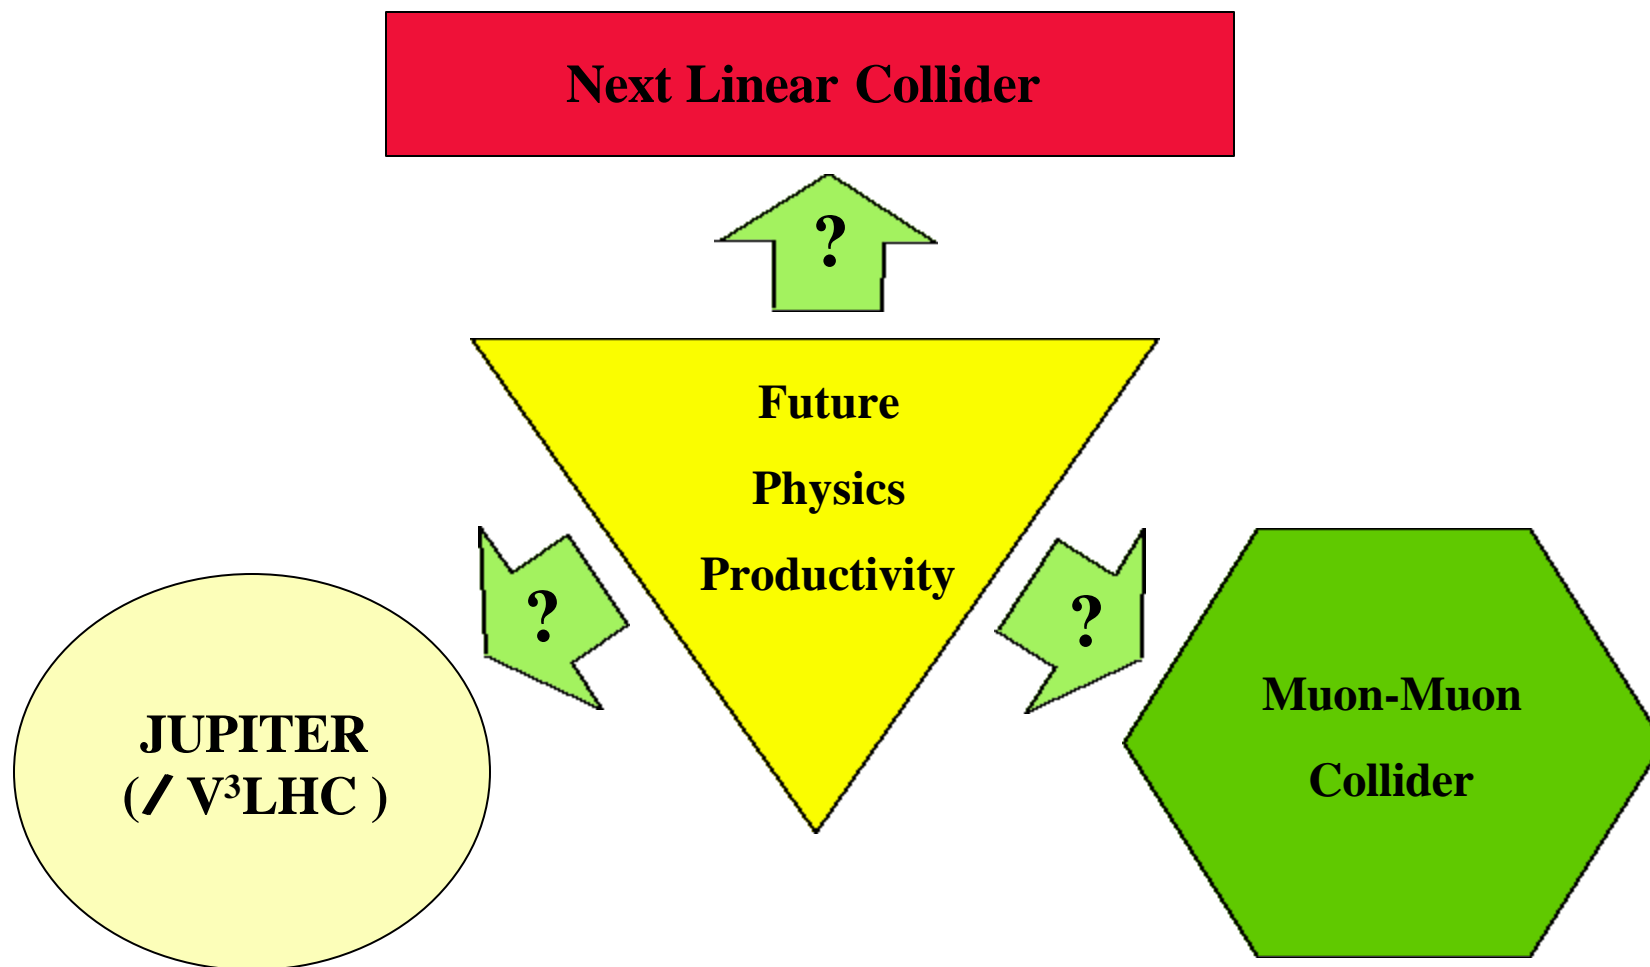 Next Linear Collider
?
Future
Physics
Productivity
?
?
JUPITER
(/ V³LHC )
Muon-Muon
Collider